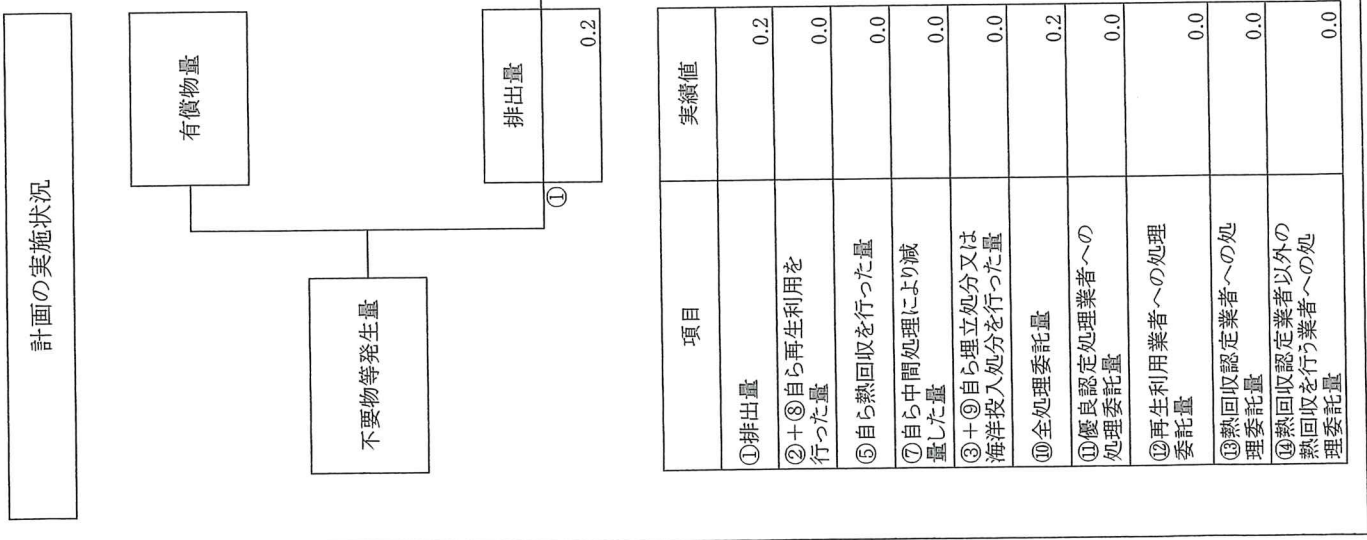 計画の実施状況
有償物量
不要物等発生量
排出量
①
0.2
項目 実績値
①排出量 0.2
②+⑧自ら再生利用を
行った量 0.0
⑤自ら熱回収を行った量 0.0
⑦自ら中間処理により減
量した量 0.0
③+⑨自ら埋立処分又は
海洋投入処分を行った量 0.0
⑩全処理委託量 0.2
⑪優良認定処理業者への
処理委託量 0.0
⑫再生利用業者への処理
委託量 0.0
⑬熱回収認定業者への処
理委託量 0.0
⑭熱回収認定業者以外の
熱回収を行う業者への処
理委託量 0.0